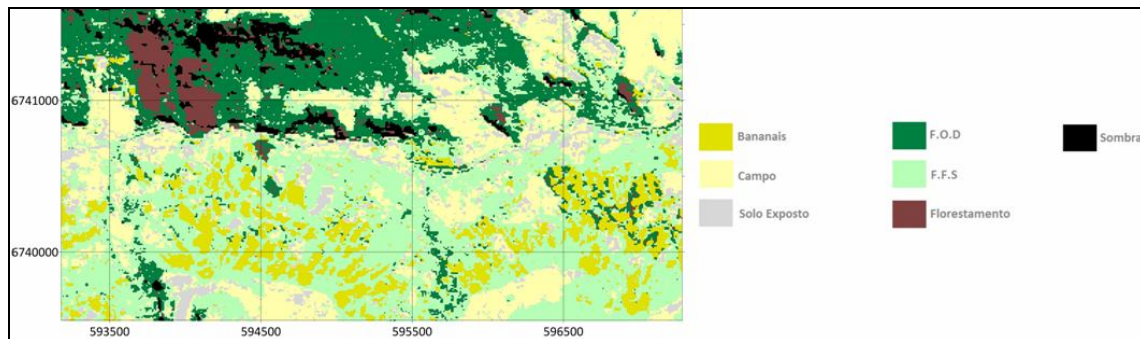 6741000
6740000
593500 594500 595500 596500
Bananais F.O.D Sombra
Campo F.F.S
Solo Exposto Florestamento